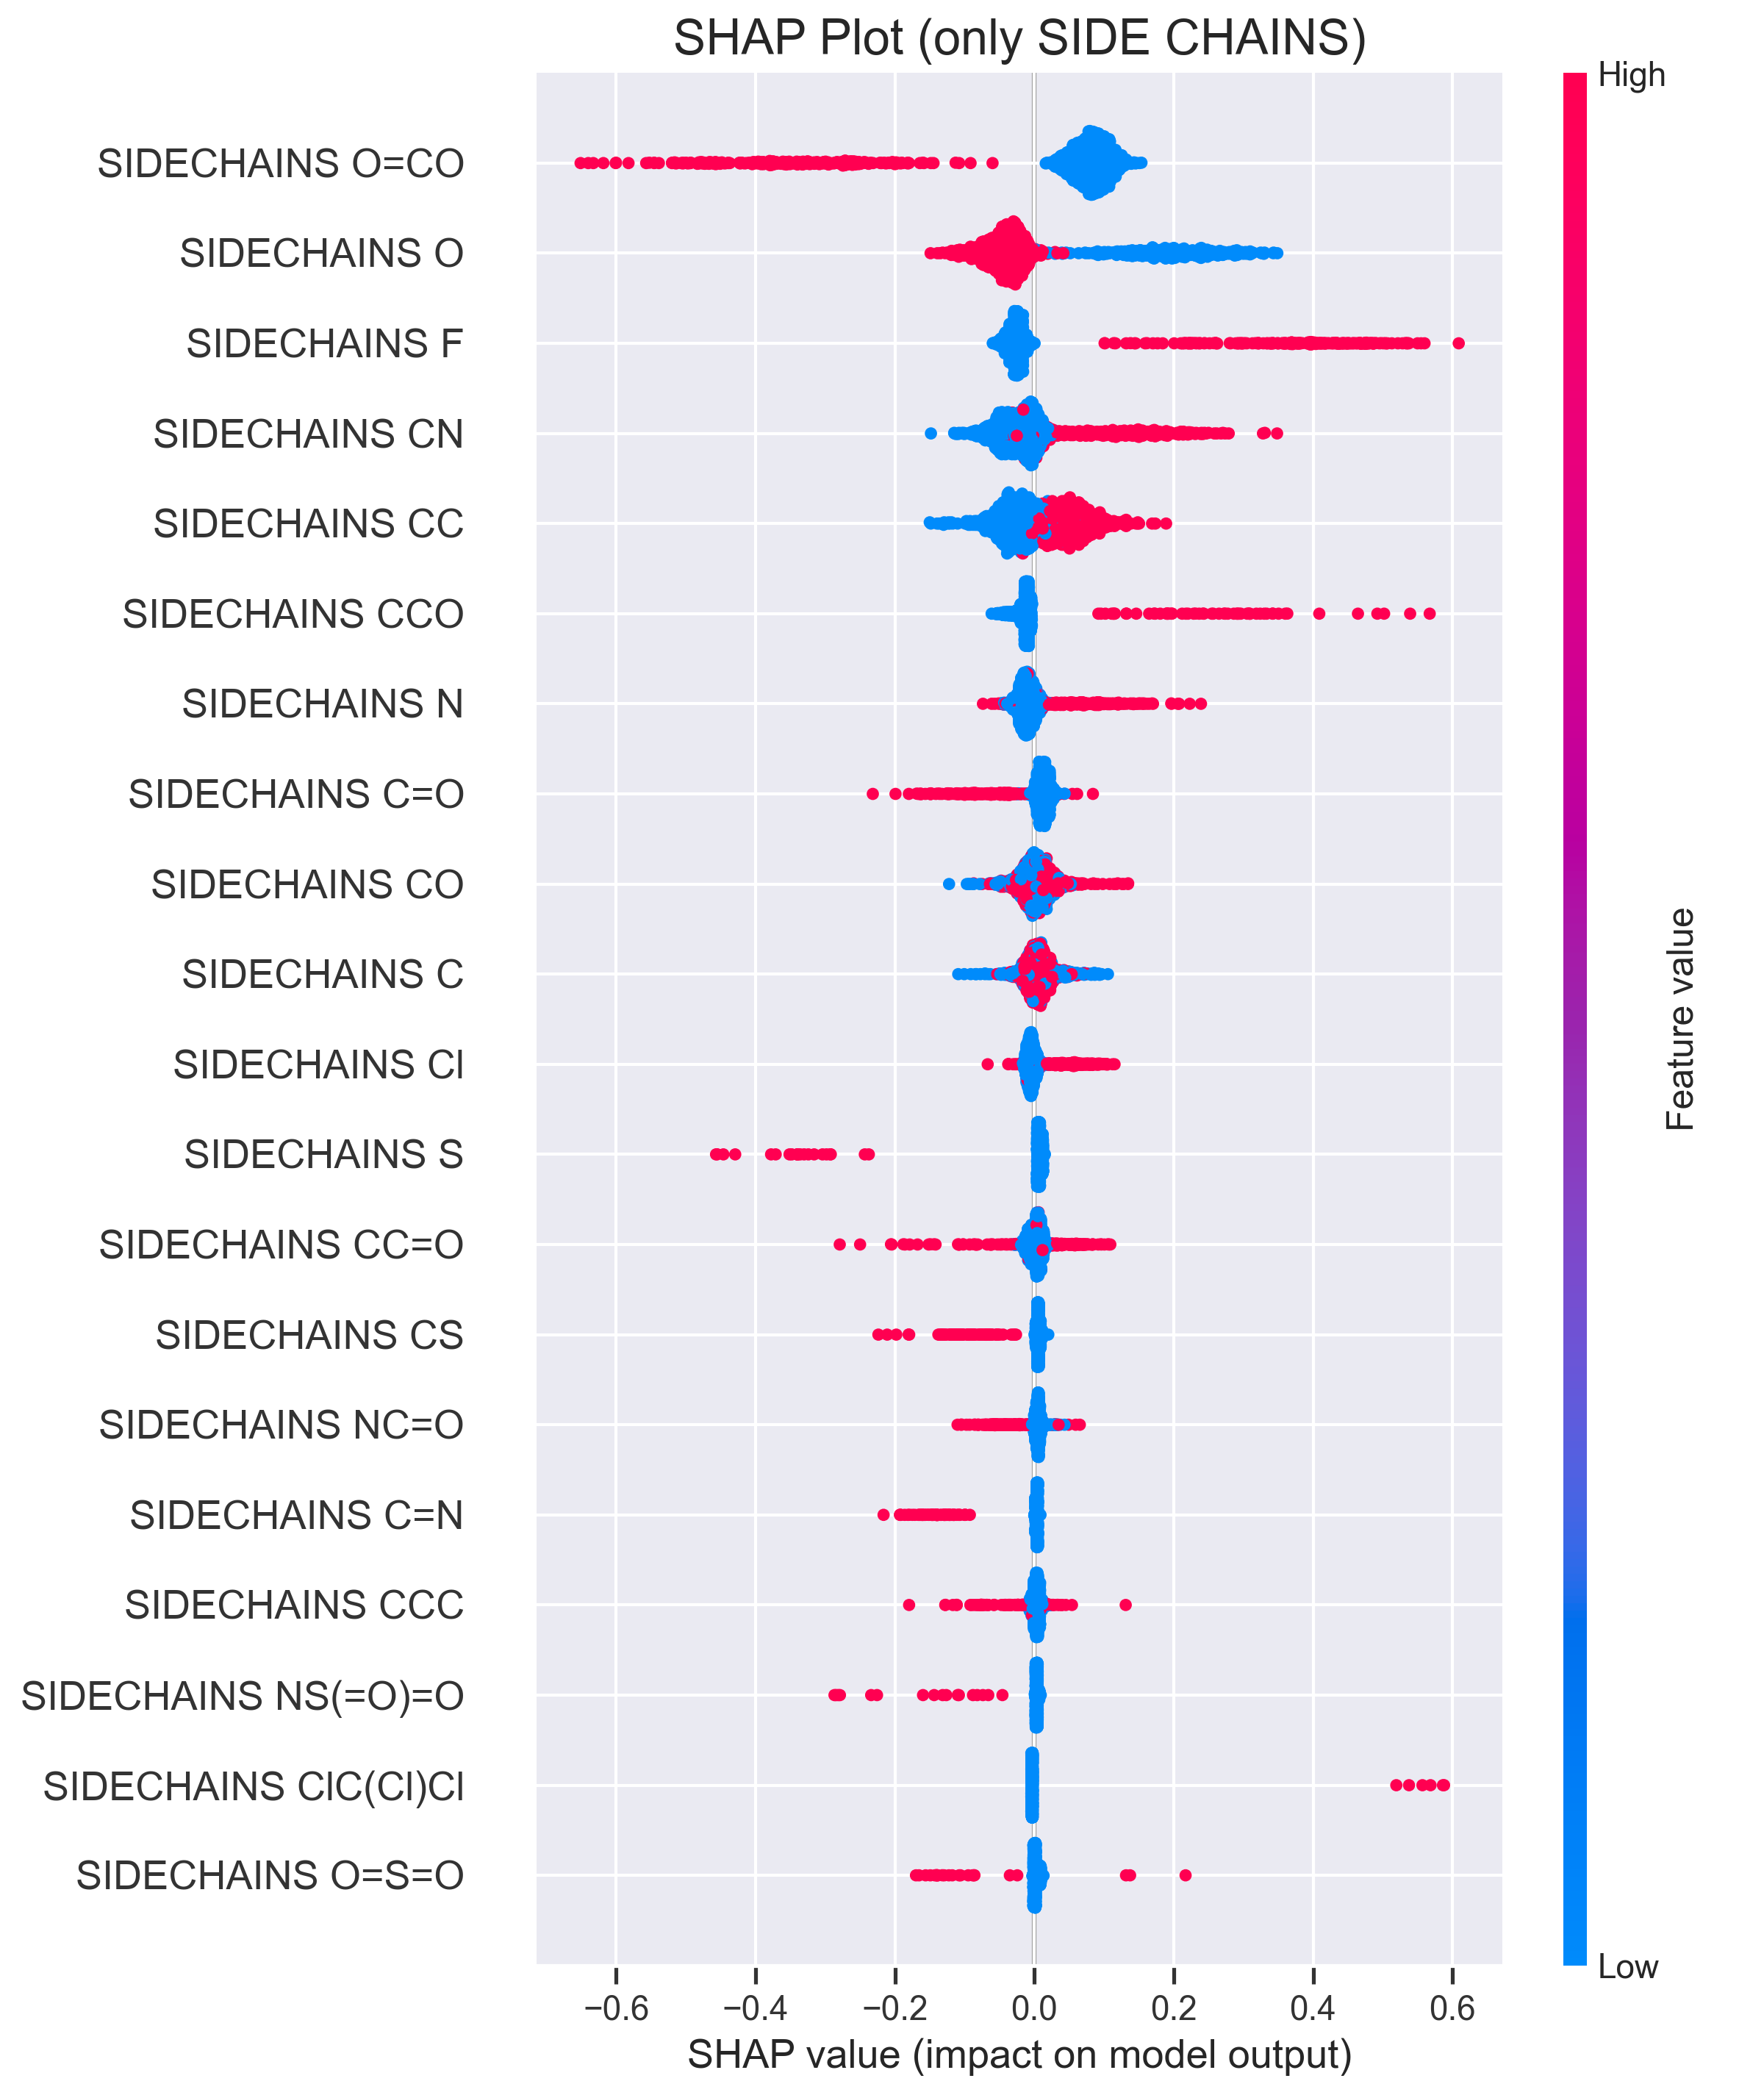 SHAP Plot (only SIDE CHAINS)
High
SIDECHAINS O=CO
SIDECHAINS O
SIDECHAINS F
SIDECHAINS CN
SIDECHAINS CC
SIDECHAINS CCO
SIDECHAINS N
SIDECHAINS C=O
SIDECHAINS CO
SIDECHAINS C
SIDECHAINS Cl
SIDECHAINS S
SIDECHAINS CC=O
SIDECHAINS CS
SIDECHAINS NC=O
SIDECHAINS C=N
SIDECHAINS CCC
SIDECHAINS NS(=O)=O
SIDECHAINS ClC(Cl)Cl
SIDECHAINS O=S=O
Feature value
Low
−0.6 −0.4 −0.2 0.0 0.2 0.4 0.6
SHAP value (impact on model output)